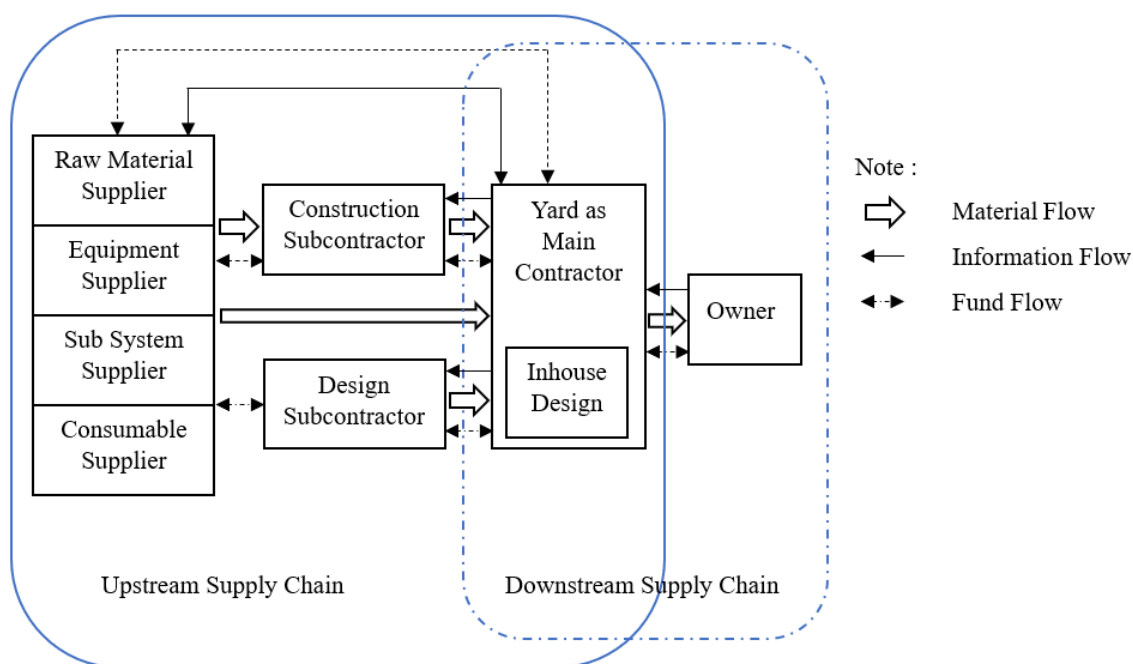 Raw Material
Supplier
Equipment
Supplier
Sub System
Supplier
Consumable
Supplier
Construction
Subcontractor
Design
Subcontractor
Yard as
Main
Contractor
Inhouse
Design
Owner
Note :
Material Flow
Information Flow
Fund Flow
Upstream Supply Chain
Downstream Supply Chain